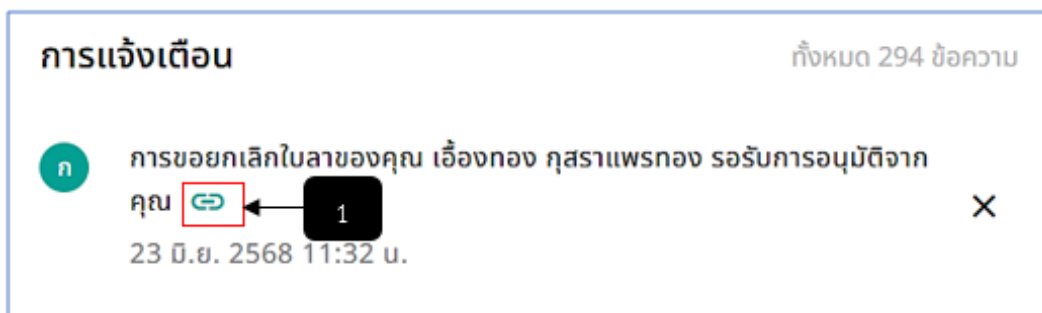 การแจ้งเตือน
ทั้งหมด 294 ข้อความ
ก
การขอยกเลิกใบลาของคุณ เอื้องทอง กุสราแพรทอง รอรับการอนุมัติจาก
คุณ
1
23 มิ.ย. 2568 11:32 น.